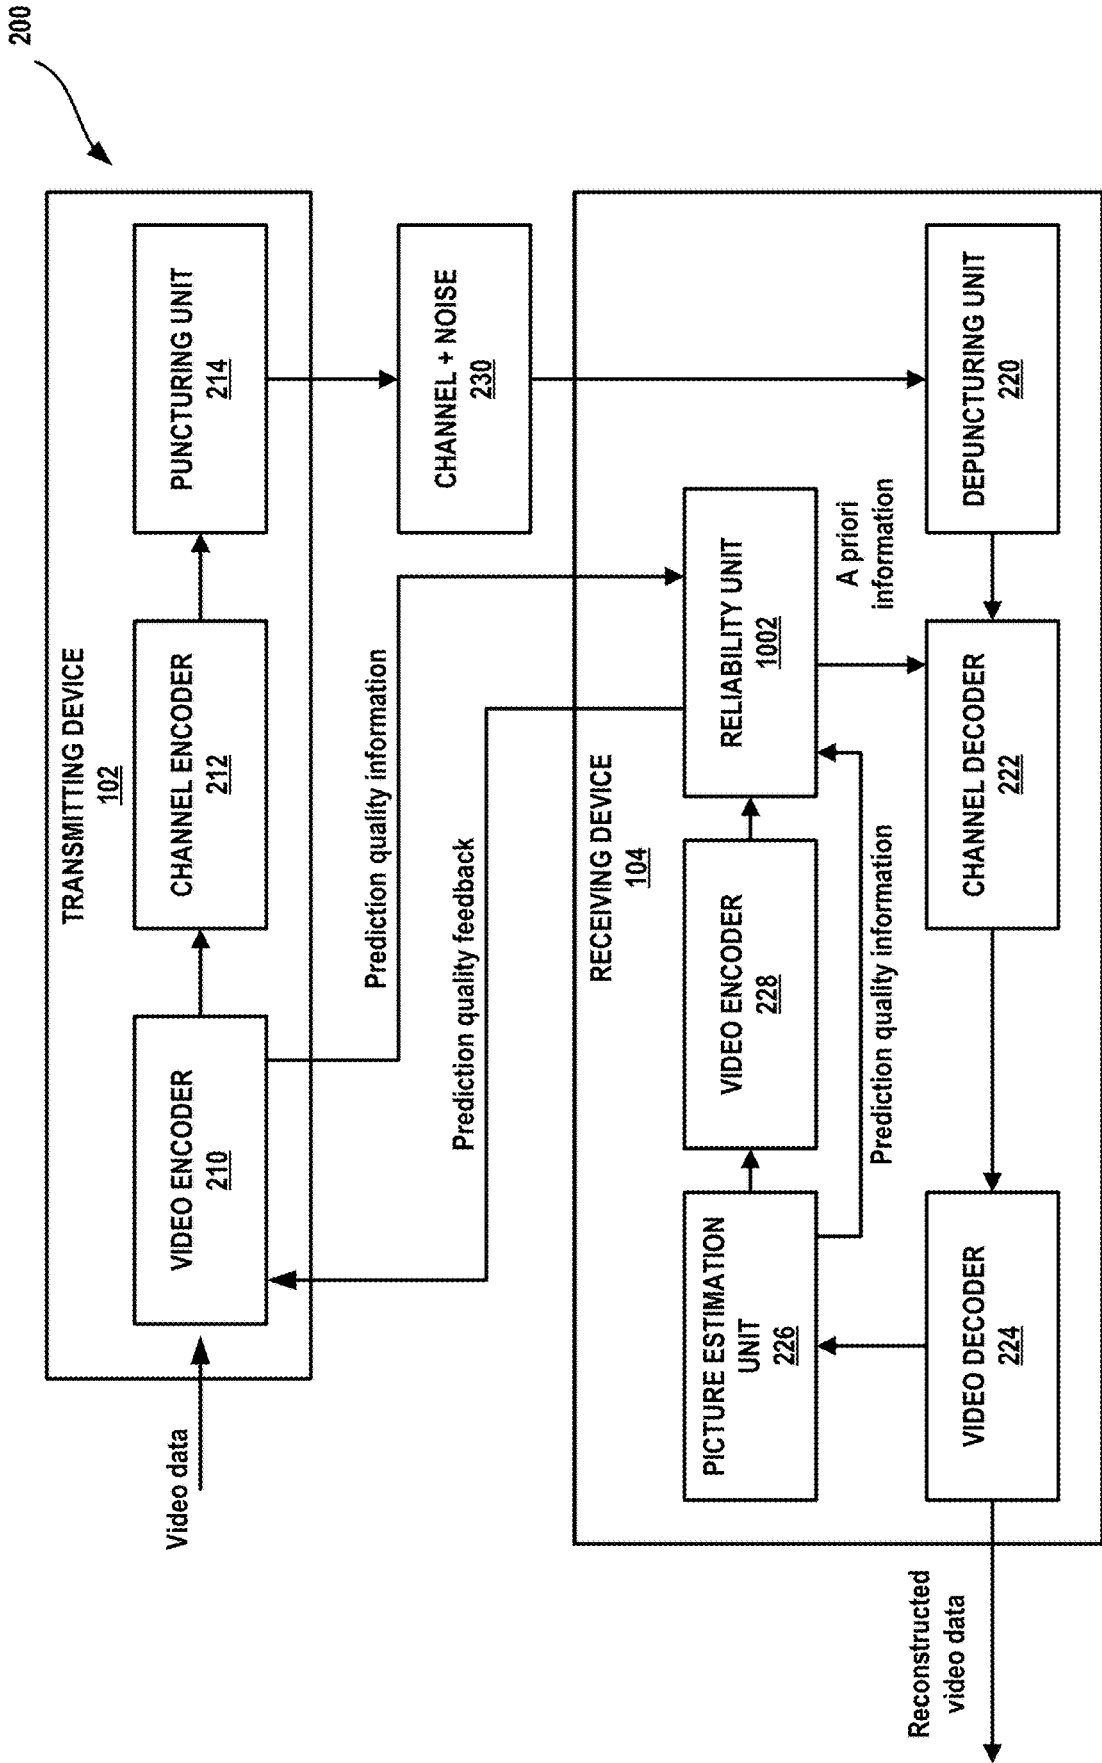 200
TRANSMITTING DEVICE
102
Video data
VIDEO ENCODER
210
CHANNEL ENCODER
212
PUNCTURING UNIT
214
Prediction quality information
Prediction quality feedback
CHANNEL + NOISE
230
RECEIVING DEVICE
104
PICTURE ESTIMATION
UNIT
226
VIDEO ENCODER
228
RELIABILITY UNIT
1002
Prediction quality information
A priori
information
VIDEO DECODER
224
CHANNEL DECODER
222
DEPUNCTURING UNIT
220
Reconstructed
video data